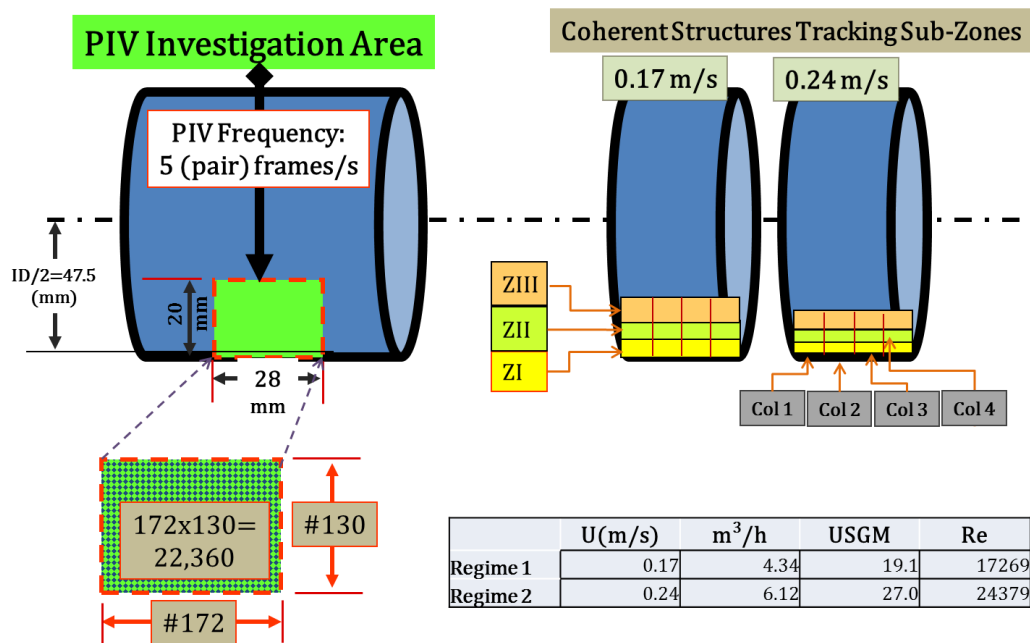 PIV Investigation Area
Coherent Structures Tracking Sub-Zones
0.17 m/s
0.24 m/s
PIV Frequency:
5 (pair) frames/s
ID/2=47.5
(mm)
20
mm
28
mm
ZIII
ZII
ZI
Col 1
Col 2
Col 3
Col 4
172x130=
22,360
#130
#172
U(m/s) m³/h USGM Re
Regime 1 0.17 4.34 19.1 17269
Regime 2 0.24 6.12 27.0 24379